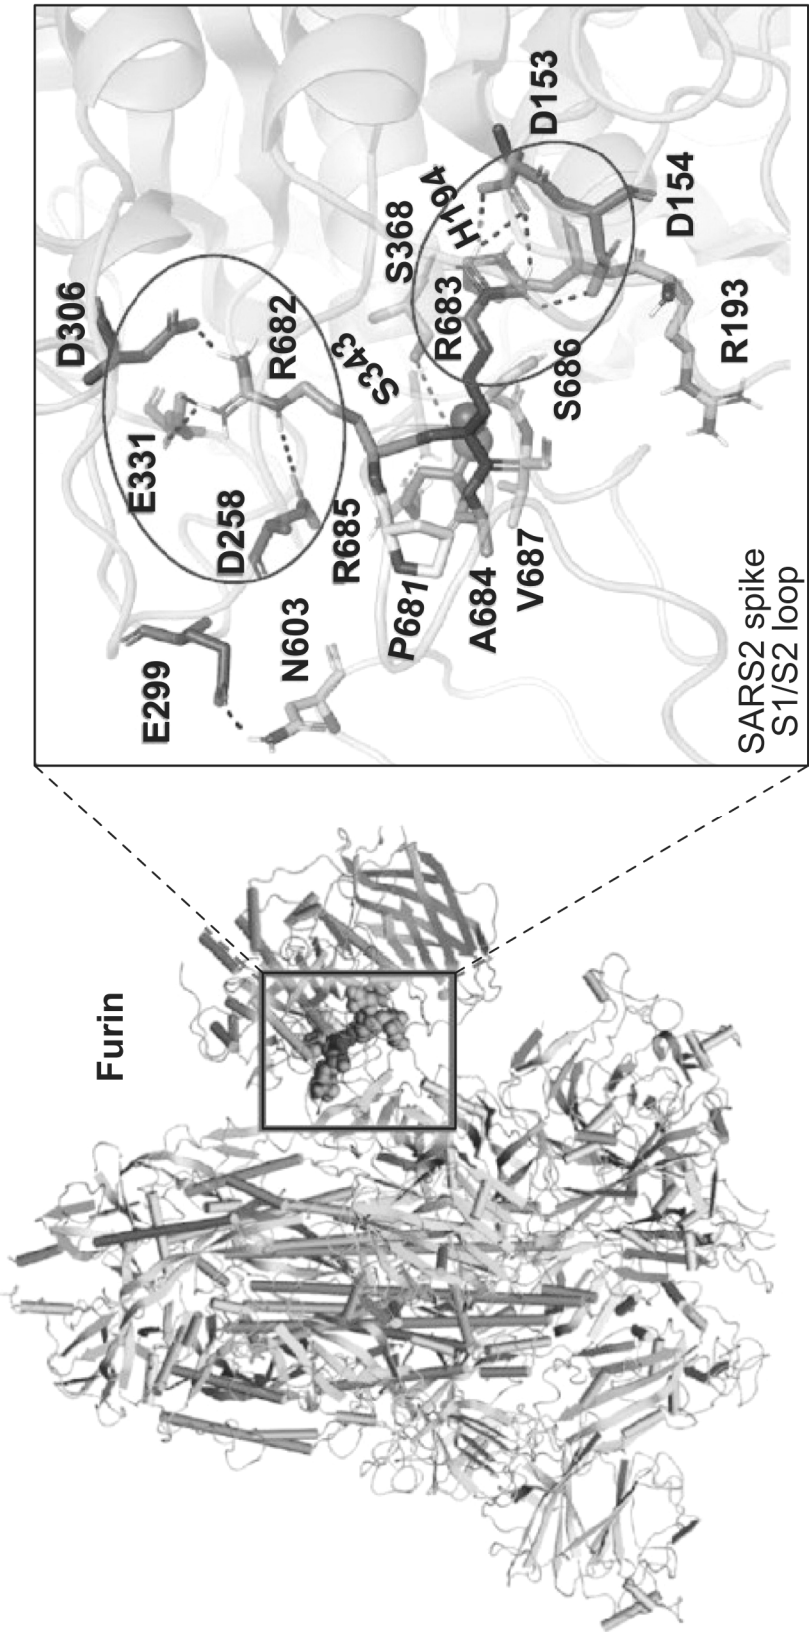 Furin
E299
N603
E331
D306
D258
R682
R685
S343
S368
P681
R683
H194
D153
A684
V687
S686
D154
R193
SARS2 spike
S1/S2 loop